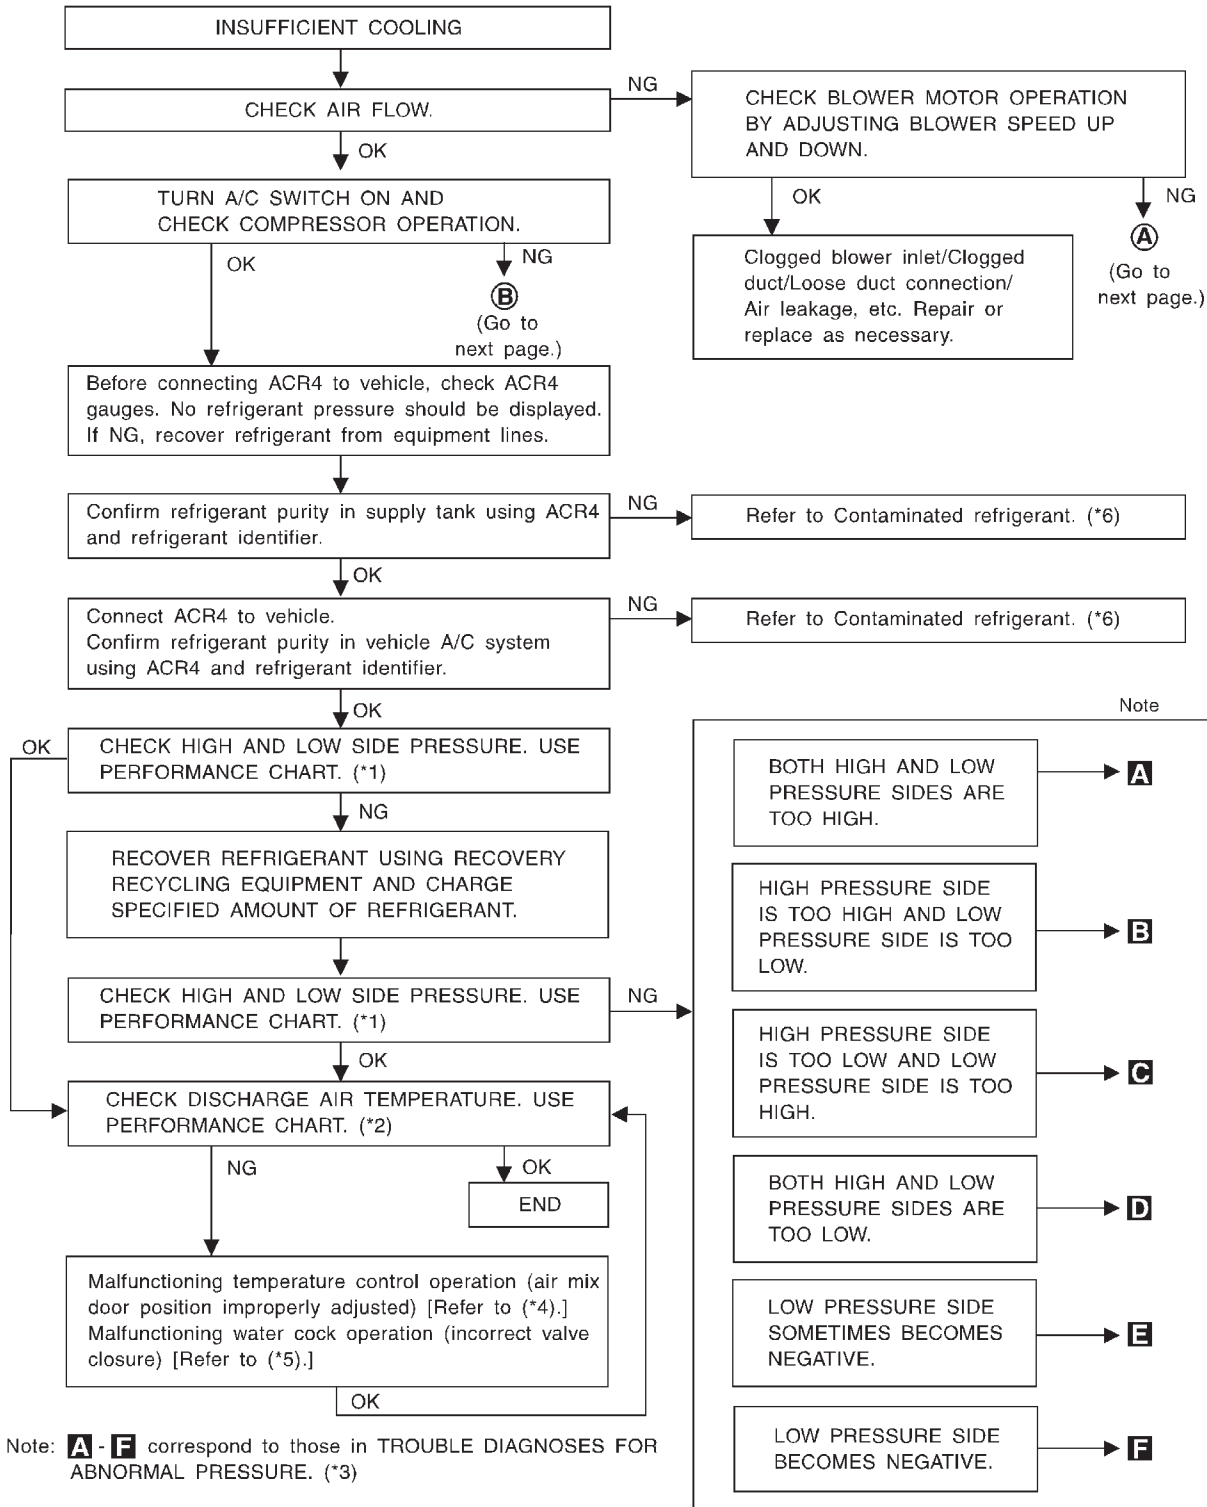 INSUFFICIENT COOLING
CHECK AIR FLOW.
NG
CHECK BLOWER MOTOR OPERATION
BY ADJUSTING BLOWER SPEED UP
AND DOWN.
OK
TURN A/C SWITCH ON AND
CHECK COMPRESSOR OPERATION.
OK
NG
B
(Go to
next page.)
OK
Clogged blower inlet/Clogged
duct/Loose duct connection/
Air leakage, etc. Repair or
replace as necessary.
NG
A
(Go to
next page.)
Before connecting ACR4 to vehicle, check ACR4
gauges. No refrigerant pressure should be displayed.
If NG, recover refrigerant from equipment lines.
Confirm refrigerant purity in supply tank using ACR4
and refrigerant identifier.
NG
Refer to Contaminated refrigerant. (*6)
OK
Connect ACR4 to vehicle.
Confirm refrigerant purity in vehicle A/C system
using ACR4 and refrigerant identifier.
NG
Refer to Contaminated refrigerant. (*6)
OK
OK
CHECK HIGH AND LOW SIDE PRESSURE. USE
PERFORMANCE CHART. (*1)
NG
RECOVER REFRIGERANT USING RECOVERY
RECYCLING EQUIPMENT AND CHARGE
SPECIFIED AMOUNT OF REFRIGERANT.
CHECK HIGH AND LOW SIDE PRESSURE. USE
PERFORMANCE CHART. (*1)
NG
OK
CHECK DISCHARGE AIR TEMPERATURE. USE
PERFORMANCE CHART. (*2)
NG
OK
END
Malfunctioning temperature control operation (air mix
door position improperly adjusted) [Refer to (*4).]
Malfunctioning water cock operation (incorrect valve
closure) [Refer to (*5).]
OK
Note
BOTH HIGH AND LOW
PRESSURE SIDES ARE
TOO HIGH.
A
HIGH PRESSURE SIDE
IS TOO HIGH AND LOW
PRESSURE SIDE IS TOO
LOW.
B
HIGH PRESSURE SIDE
IS TOO LOW AND LOW
PRESSURE SIDE IS TOO
HIGH.
C
BOTH HIGH AND LOW
PRESSURE SIDES ARE
TOO LOW.
D
LOW PRESSURE SIDE
SOMETIMES BECOMES
NEGATIVE.
E
LOW PRESSURE SIDE
BECOMES NEGATIVE.
F
Note: A - F correspond to those in TROUBLE DIAGNOSES FOR
ABNORMAL PRESSURE. (*3)